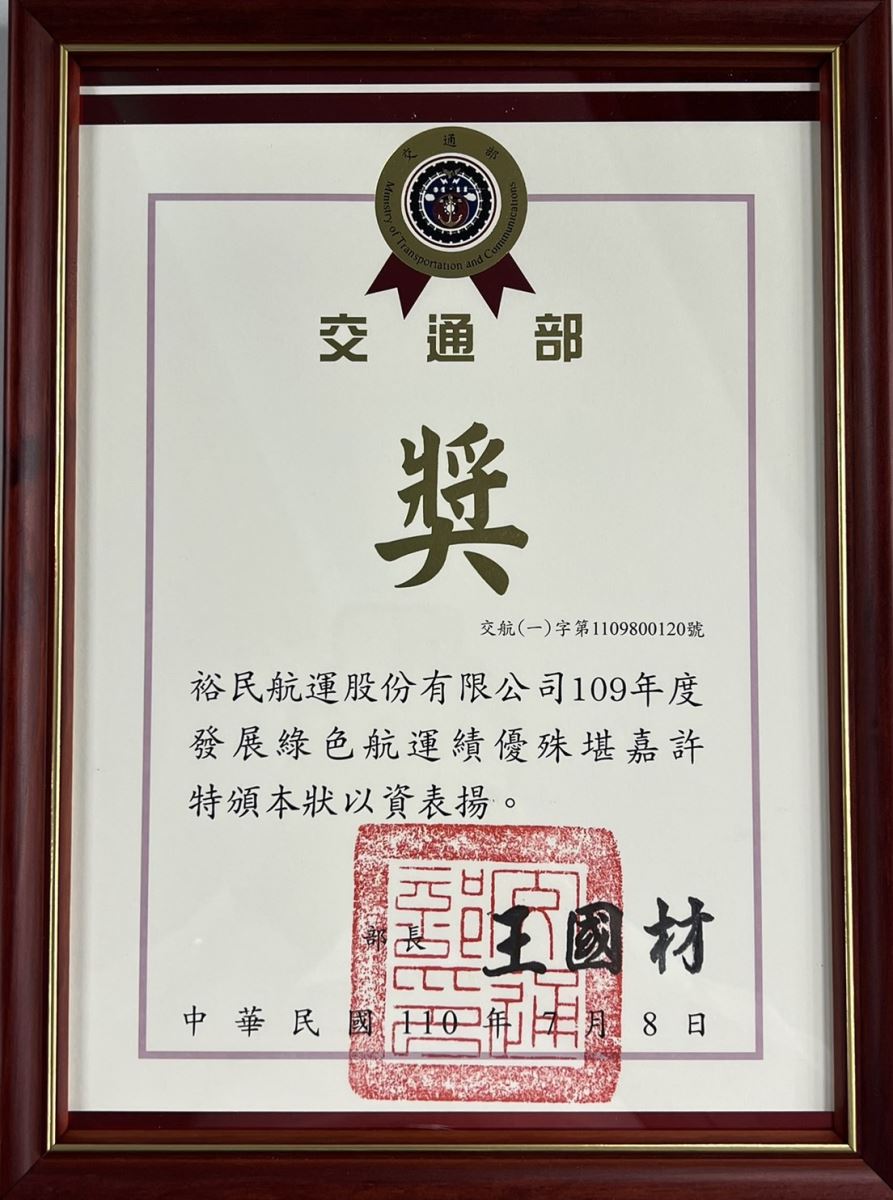 交通部
Ministry of Transportation and Communications
交通部
獎
交航(一)字第1109800120號
裕民航運股份有限公司109年度
發展綠色航運績優殊堪嘉許
特頒本狀以資表揚。
部長 王國材
中華民國110年7月8日